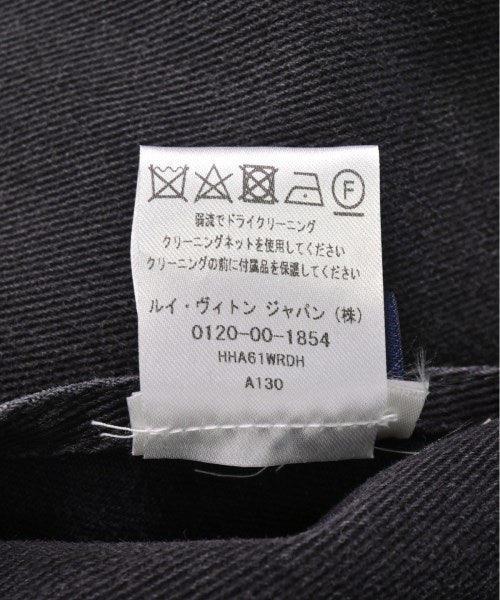 F
弱流でドライクリーニング
クリーニングネットを使用してください
クリーニングの前に付属品を保護してください
ルイ・ヴィトン ジャパン (株)
0120-00-1854
HHA61WRDH
A130